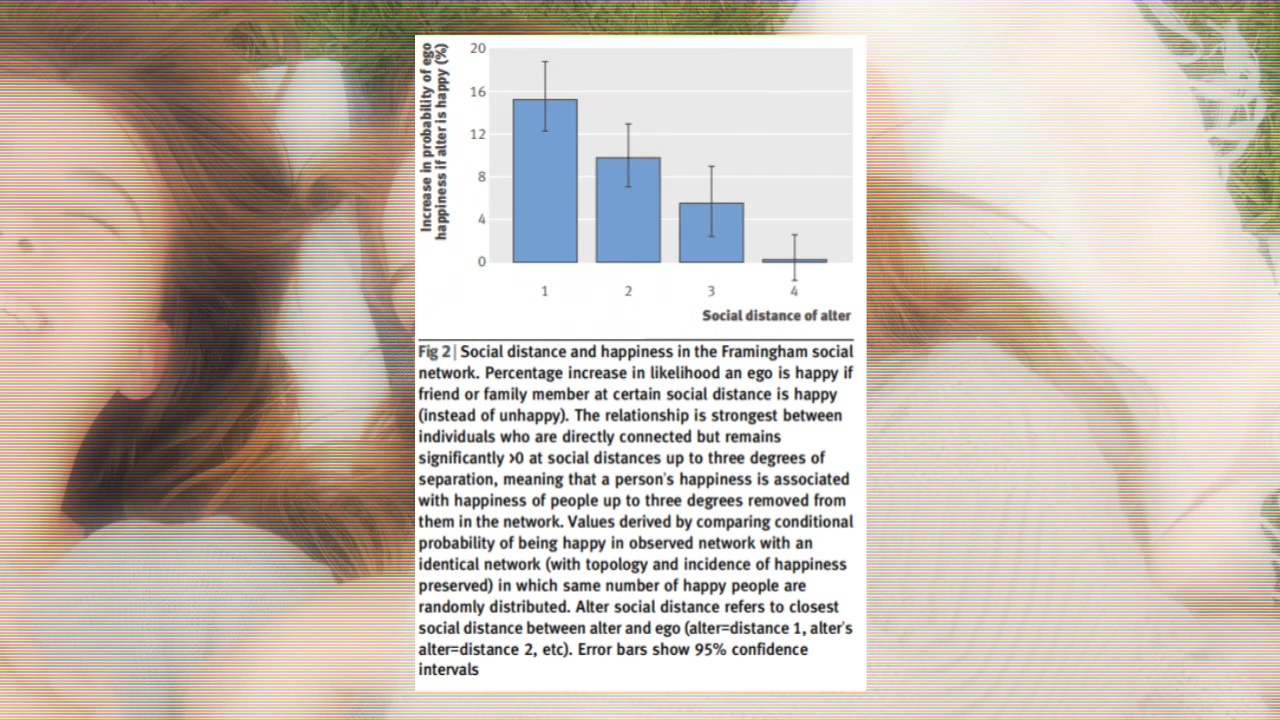 Increase in probability of ego
happiness if alter is happy (%)
20
16
12
8
4
0
1 2 3 4
Social distance of alter
Fig 2 | Social distance and happiness in the Framingham social
network. Percentage increase in likelihood an ego is happy if
friend or family member at certain social distance is happy
(instead of unhappy). The relationship is strongest between
individuals who are directly connected but remains
significantly >0 at social distances up to three degrees of
separation, meaning that a person's happiness is associated
with happiness of people up to three degrees removed from
them in the network. Values derived by comparing conditional
probability of being happy in observed network with an
identical network (with topology and incidence of happiness
preserved) in which same number of happy people are
randomly distributed. Alter social distance refers to closest
social distance between alter and ego (alter=distance 1, alter's
alter=distance 2, etc). Error bars show 95% confidence
intervals